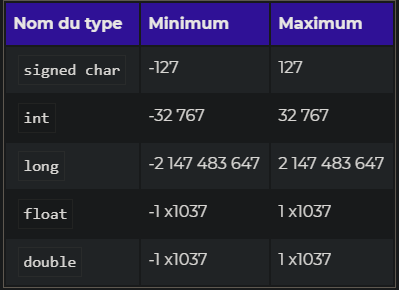 Nom du type Minimum Maximum
signed char -127 127
int -32 767 32 767
long -2 147 483 647 2 147 483 647
float -1 x1037 1 x1037
double -1 x1037 1 x1037